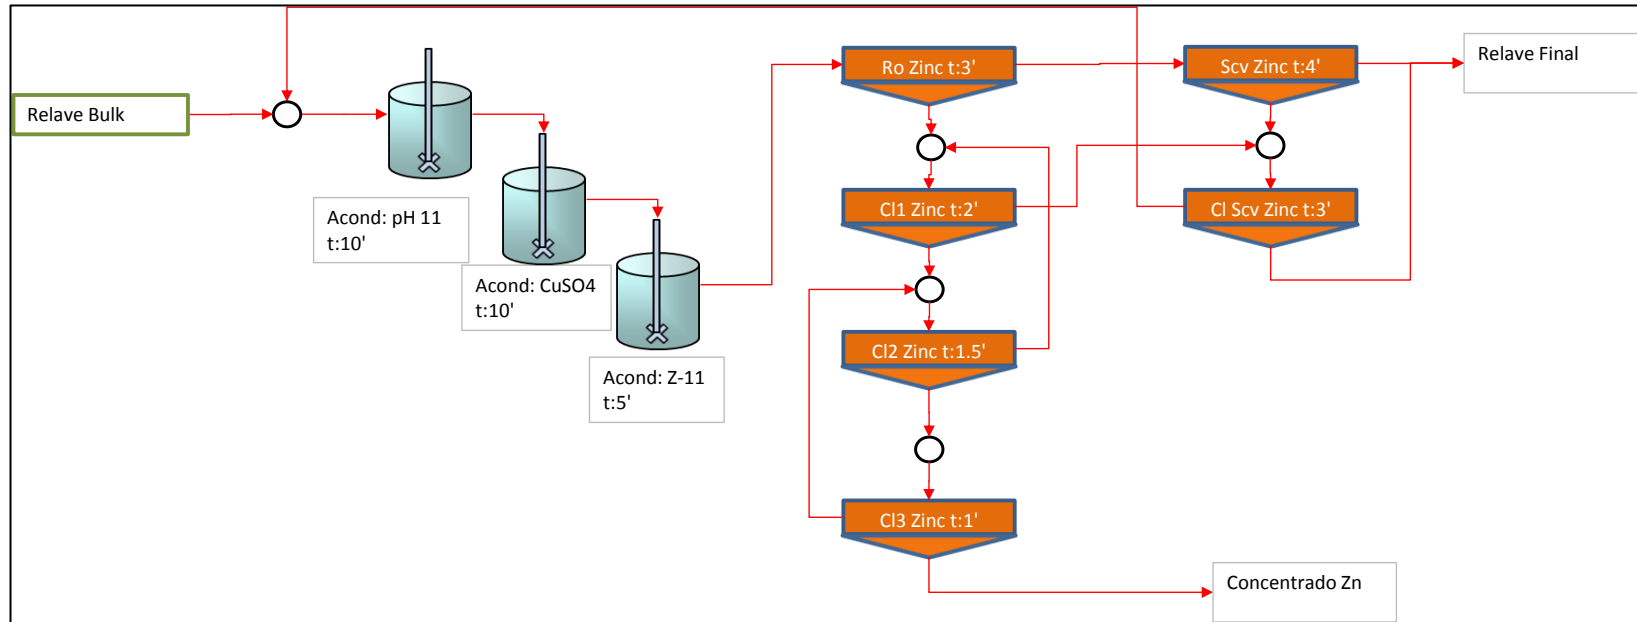 Relave Bulk
Acond: pH 11
t:10'
Acond: CuSO4
t:10'
Acond: Z-11
t:5'
Ro Zinc t:3'
Scv Zinc t:4'
Relave Final
Cl1 Zinc t:2'
Cl Scv Zinc t:3'
Cl2 Zinc t:1.5'
Cl3 Zinc t:1'
Concentrado Zn